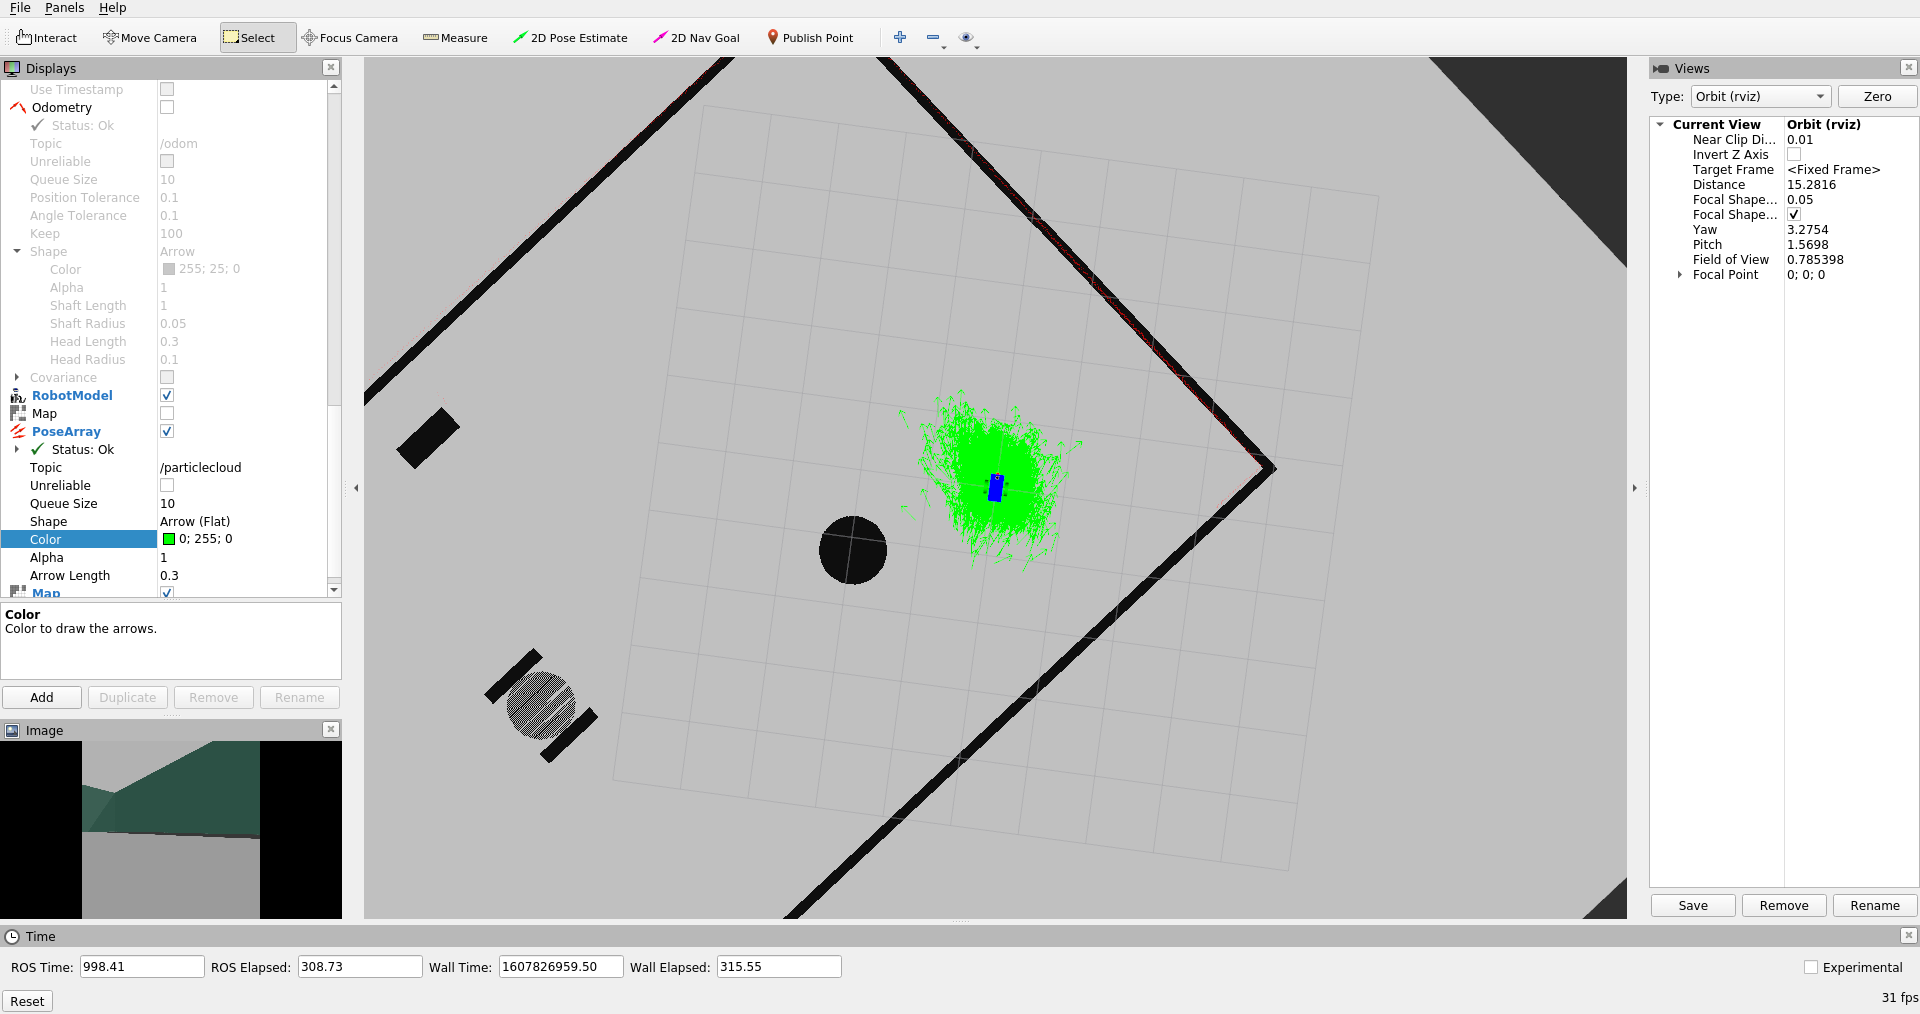 File Panels Help
Interact Move Camera Select Focus Camera Measure 2D Pose Estimate 2D Nav Goal Publish Point
Displays
Use Timestamp
Odometry
Status: Ok
Topic /odom
Unreliable
Queue Size 10
Position Tolerance 0.1
Angle Tolerance 0.1
Keep 100
Shape Arrow
Color 255; 25; 0
Alpha 1
Shaft Length 1
Shaft Radius 0.05
Head Length 0.3
Head Radius 0.1
Covariance
RobotModel
Map
PoseArray
Status: Ok
Topic /particlecloud
Unreliable
Queue Size 10
Shape Arrow (Flat)
Color 0; 255; 0
Alpha 1
Arrow Length 0.3
Map
Color
Color to draw the arrows.
Add Duplicate Remove Rename
Image
Views
Type: Orbit (rviz) Zero
Current View Orbit (rviz)
Near Clip Di... 0.01
Invert Z Axis
Target Frame <Fixed Frame>
Distance 15.2816
Focal Shape... 0.05
Focal Shape...
Yaw 3.2754
Pitch 1.5698
Field of View 0.785398
Focal Point 0; 0; 0
Save Remove Rename
Time
ROS Time: 998.41 ROS Elapsed: 308.73 Wall Time: 1607826959.50 Wall Elapsed: 315.55 Experimental
Reset 31 fps